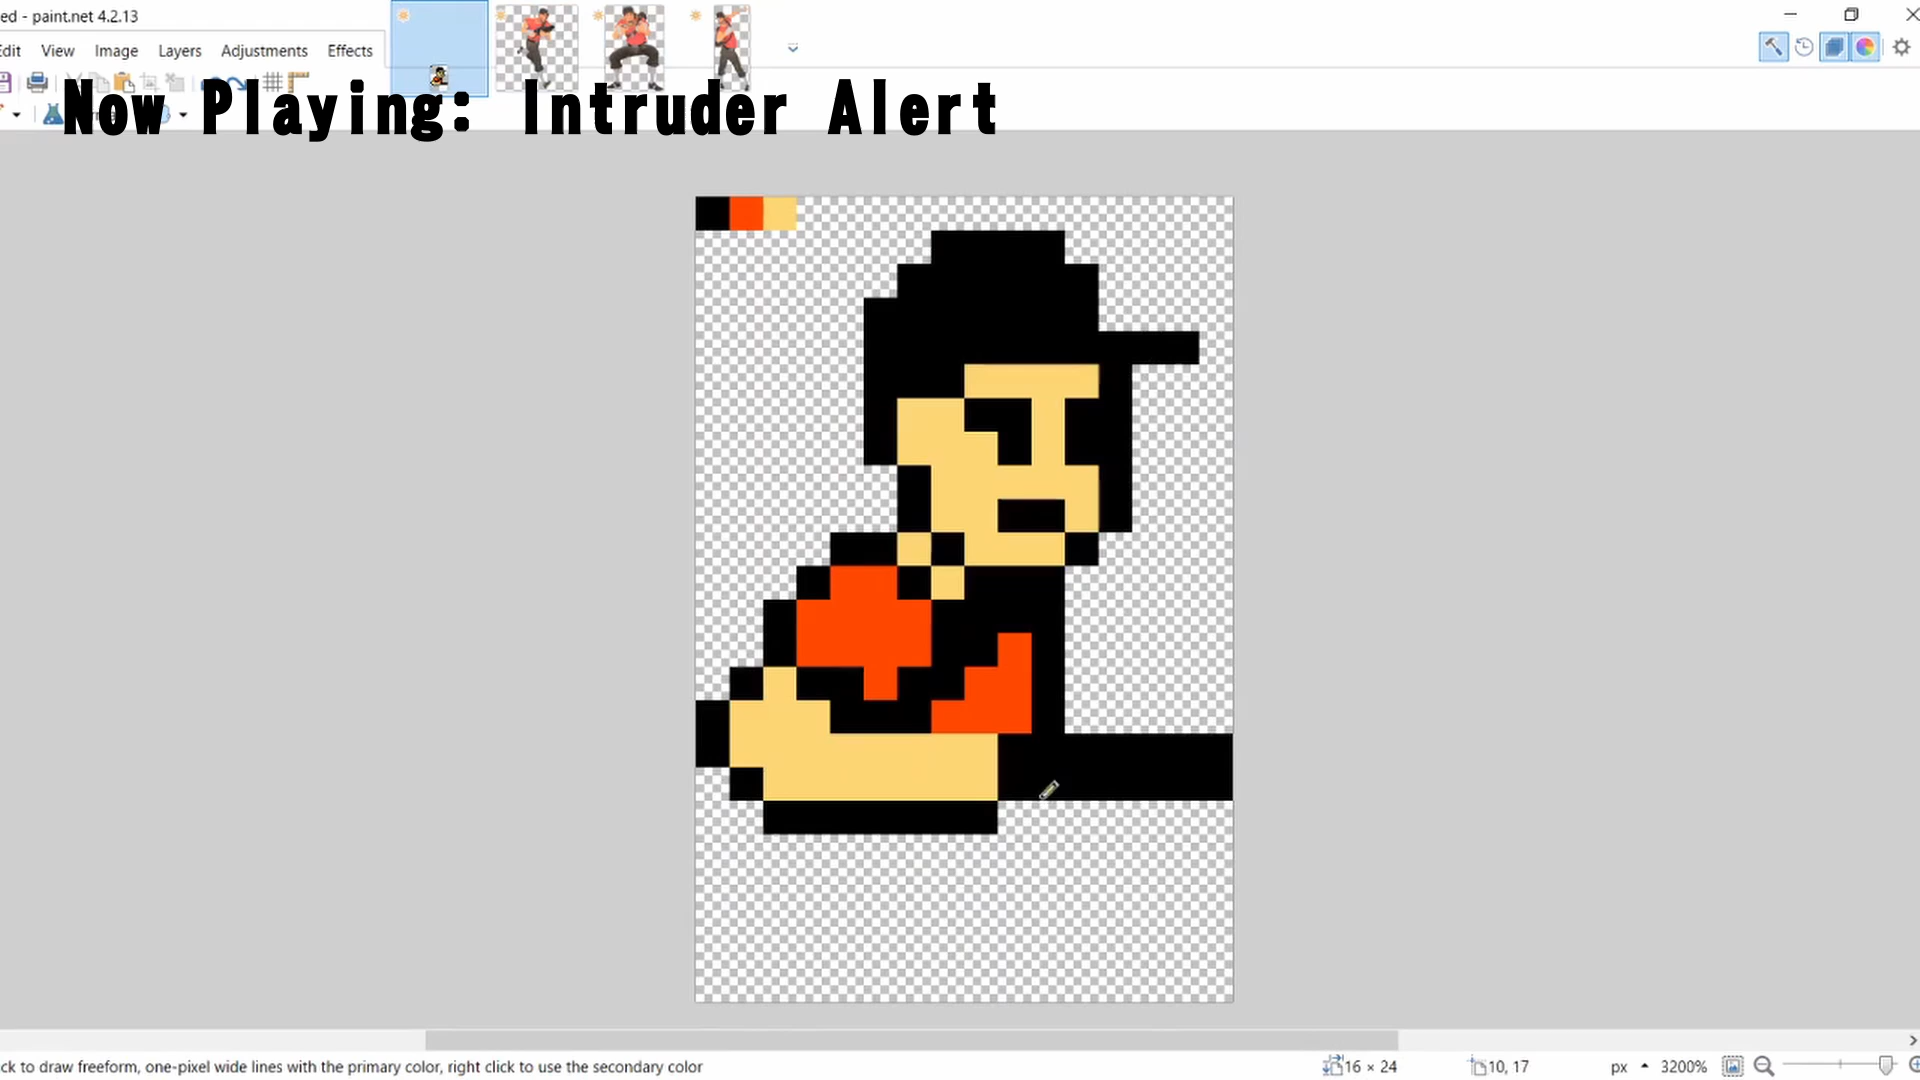 ed - paint.net 4.2.13
Edit View Image Layers Adjustments Effects
Now Playing: Intruder Alert
ck to draw freeform, one-pixel wide lines with the primary color, right click to use the secondary color
16 × 24
10, 17
px
3200%